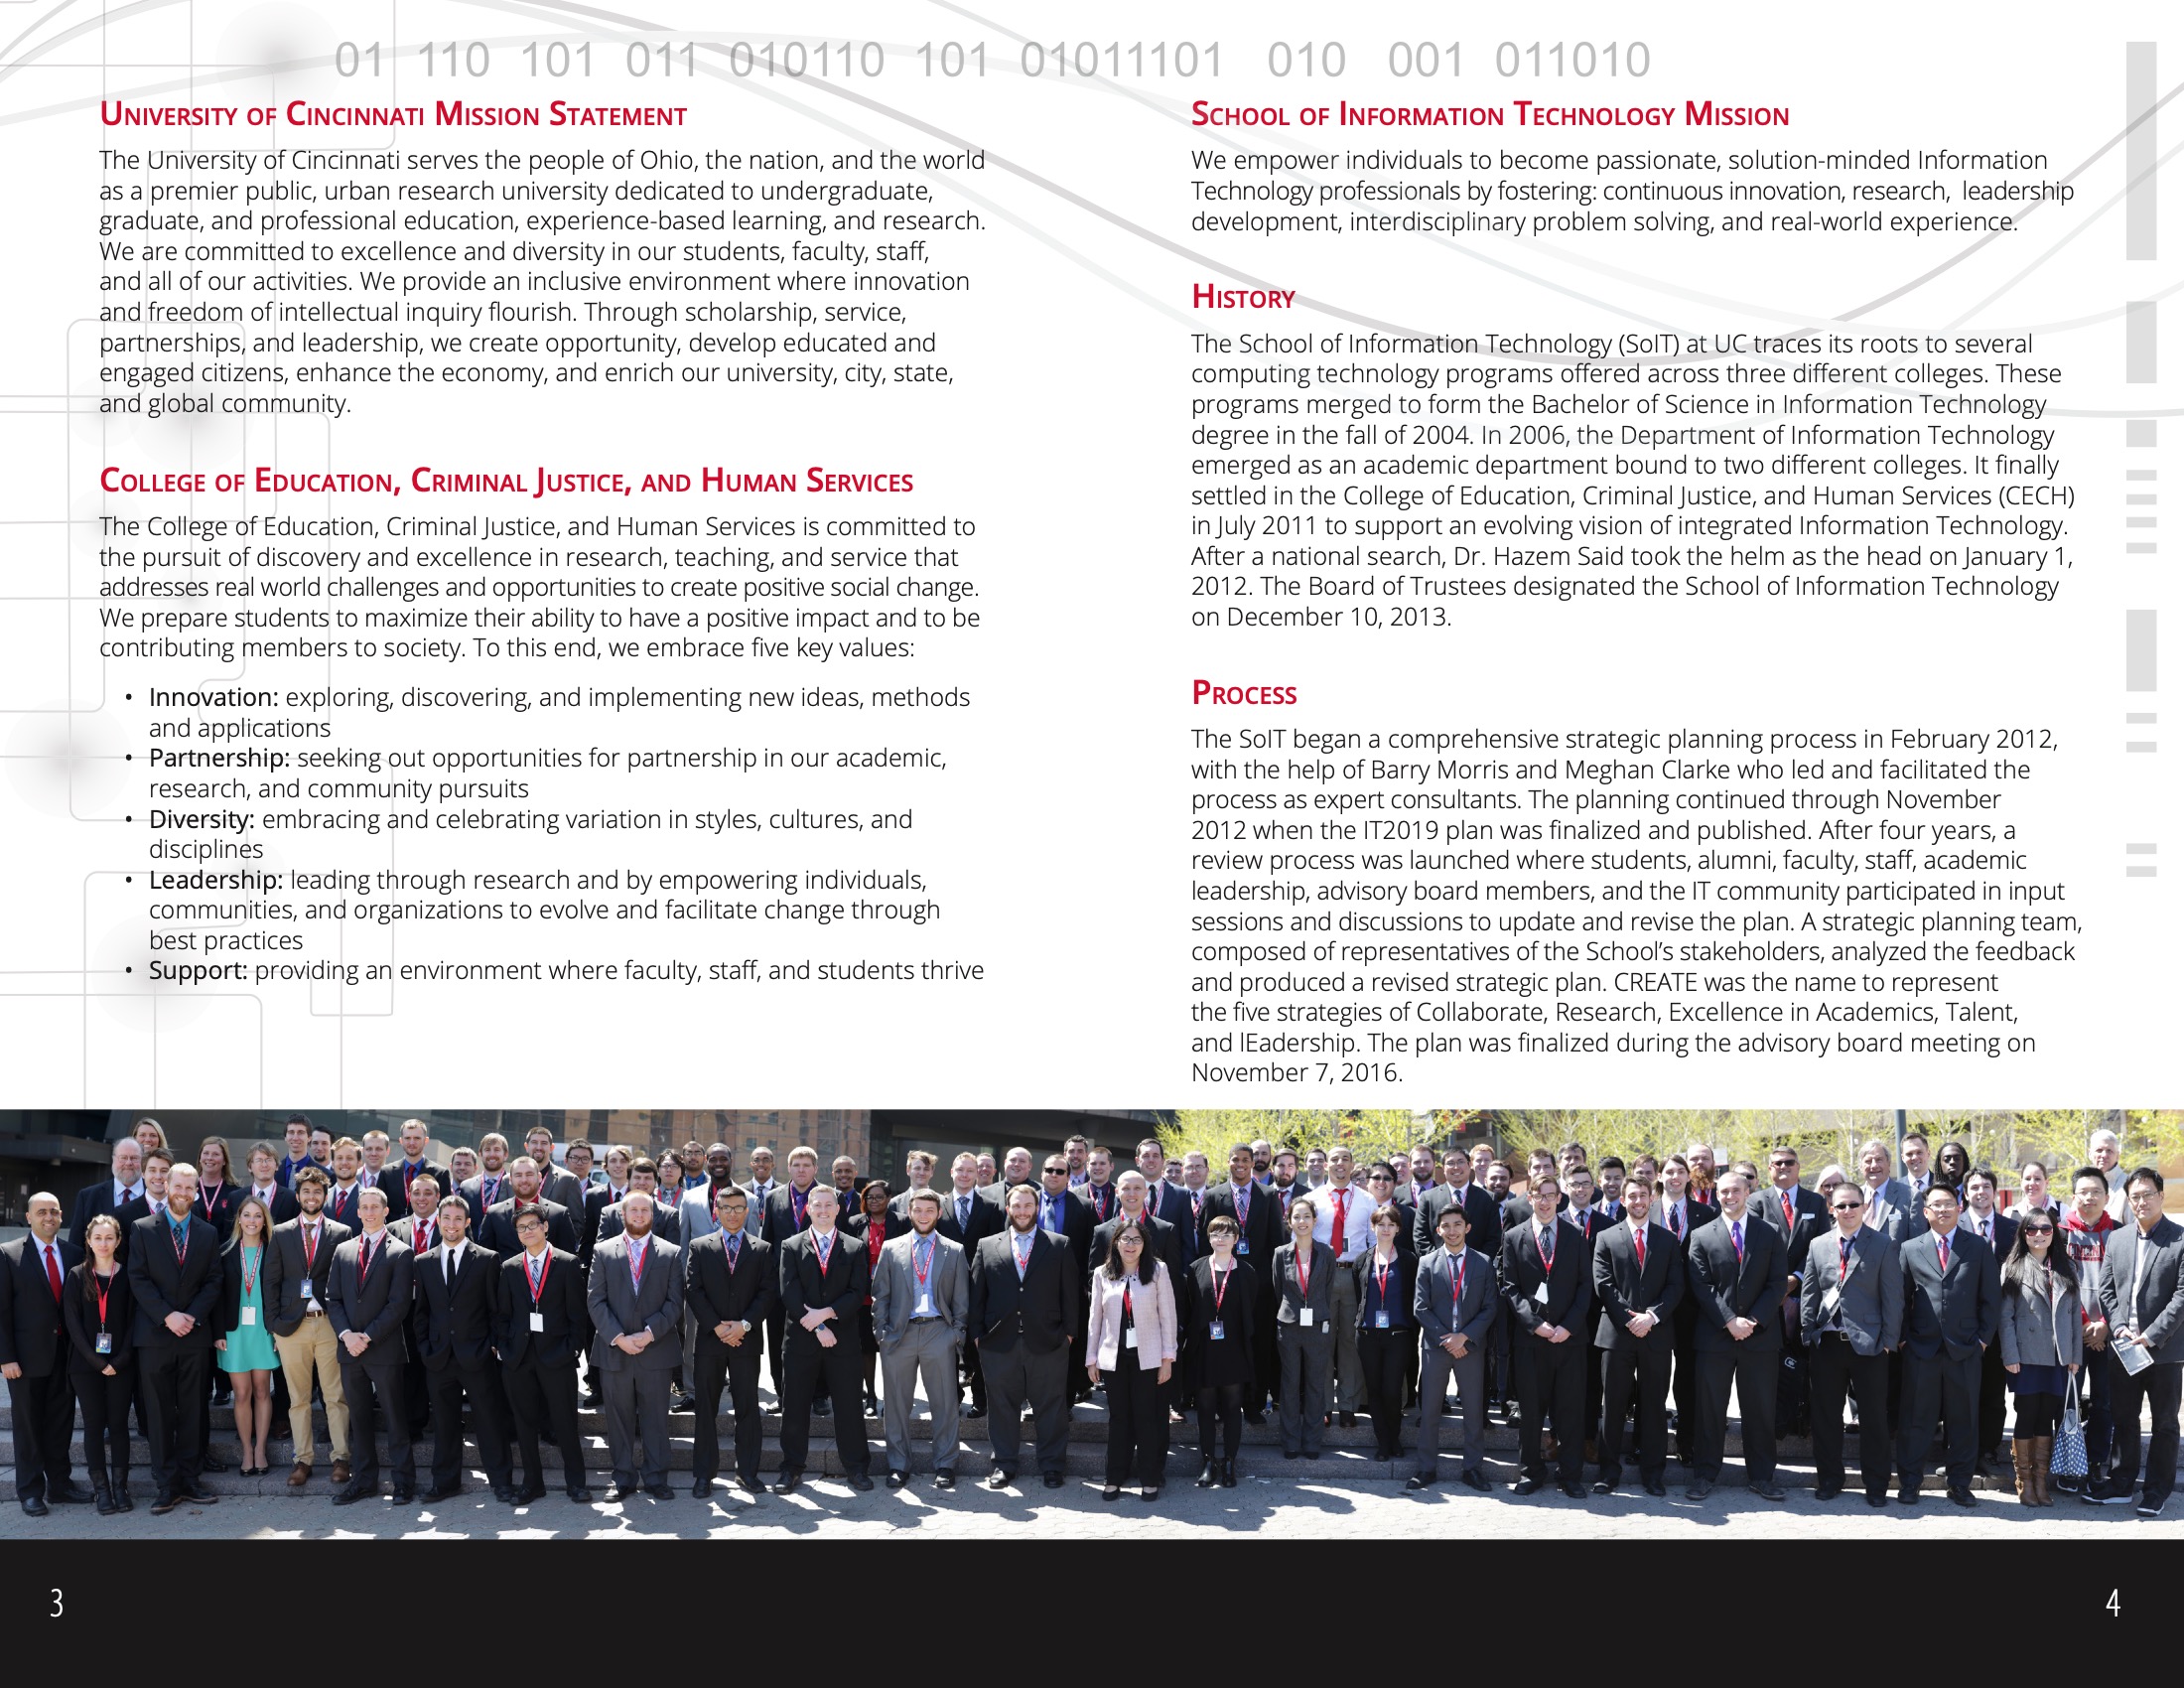 01 110 101 011 010110 101 01011101 010 001 011010
University of Cincinnati Mission Statement
The University of Cincinnati serves the people of Ohio, the nation, and the world
as a premier public, urban research university dedicated to undergraduate,
graduate, and professional education, experience-based learning, and research.
We are committed to excellence and diversity in our students, faculty, staff,
and all of our activities. We provide an inclusive environment where innovation
and freedom of intellectual inquiry flourish. Through scholarship, service,
partnerships, and leadership, we create opportunity, develop educated and
engaged citizens, enhance the economy, and enrich our university, city, state,
and global community.
College of Education, Criminal Justice, and Human Services
The College of Education, Criminal Justice, and Human Services is committed to
the pursuit of discovery and excellence in research, teaching, and service that
addresses real world challenges and opportunities to create positive social change.
We prepare students to maximize their ability to have a positive impact and to be
contributing members to society. To this end, we embrace five key values:
• Innovation: exploring, discovering, and implementing new ideas, methods
and applications
• Partnership: seeking out opportunities for partnership in our academic,
research, and community pursuits
• Diversity: embracing and celebrating variation in styles, cultures, and
disciplines
• Leadership: leading through research and by empowering individuals,
communities, and organizations to evolve and facilitate change through
best practices
• Support: providing an environment where faculty, staff, and students thrive
School of Information Technology Mission
We empower individuals to become passionate, solution-minded Information
Technology professionals by fostering: continuous innovation, research, leadership
development, interdisciplinary problem solving, and real-world experience.
History
The School of Information Technology (SoIT) at UC traces its roots to several
computing technology programs offered across three different colleges. These
programs merged to form the Bachelor of Science in Information Technology
degree in the fall of 2004. In 2006, the Department of Information Technology
emerged as an academic department bound to two different colleges. It finally
settled in the College of Education, Criminal Justice, and Human Services (CECH)
in July 2011 to support an evolving vision of integrated Information Technology.
After a national search, Dr. Hazem Said took the helm as the head on January 1,
2012. The Board of Trustees designated the School of Information Technology
on December 10, 2013.
Process
The SoIT began a comprehensive strategic planning process in February 2012,
with the help of Barry Morris and Meghan Clarke who led and facilitated the
process as expert consultants. The planning continued through November
2012 when the IT2019 plan was finalized and published. After four years, a
review process was launched where students, alumni, faculty, staff, academic
leadership, advisory board members, and the IT community participated in input
sessions and discussions to update and revise the plan. A strategic planning team,
composed of representatives of the School's stakeholders, analyzed the feedback
and produced a revised strategic plan. CREATE was the name to represent
the five strategies of Collaborate, Research, Excellence in Academics, Talent,
and lEadership. The plan was finalized during the advisory board meeting on
November 7, 2016.
3
4